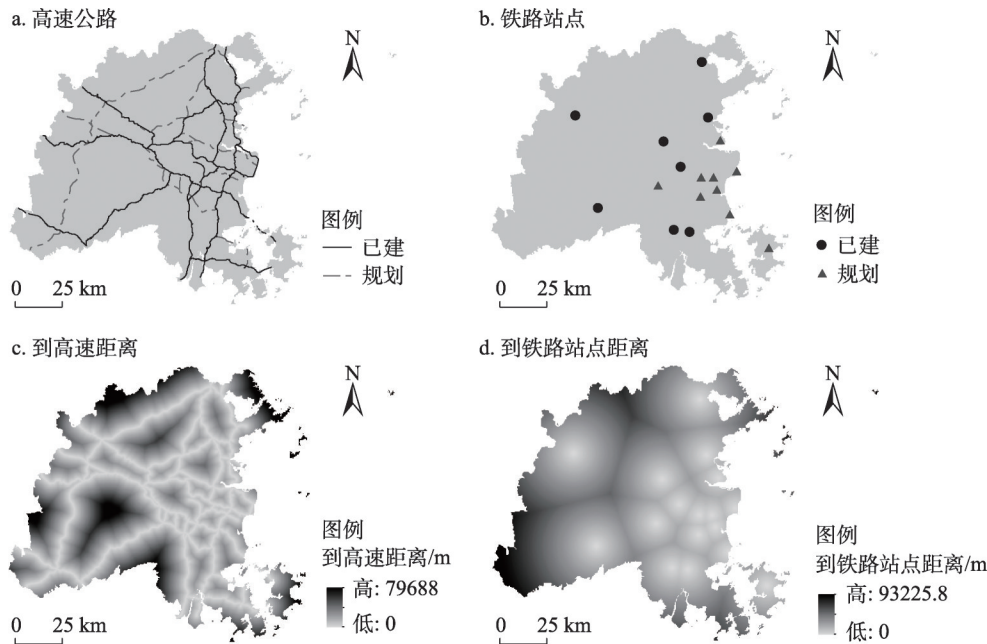 a. 高速公路
N
图例
已建
规划
0 25 km
b. 铁路站点
N
图例
已建
规划
0 25 km
c. 到高速距离
N
图例
到高速距离/m
高: 79688
低: 0
0 25 km
d. 到铁路站点距离
N
图例
到铁路站点距离/m
高: 93225.8
低: 0
0 25 km